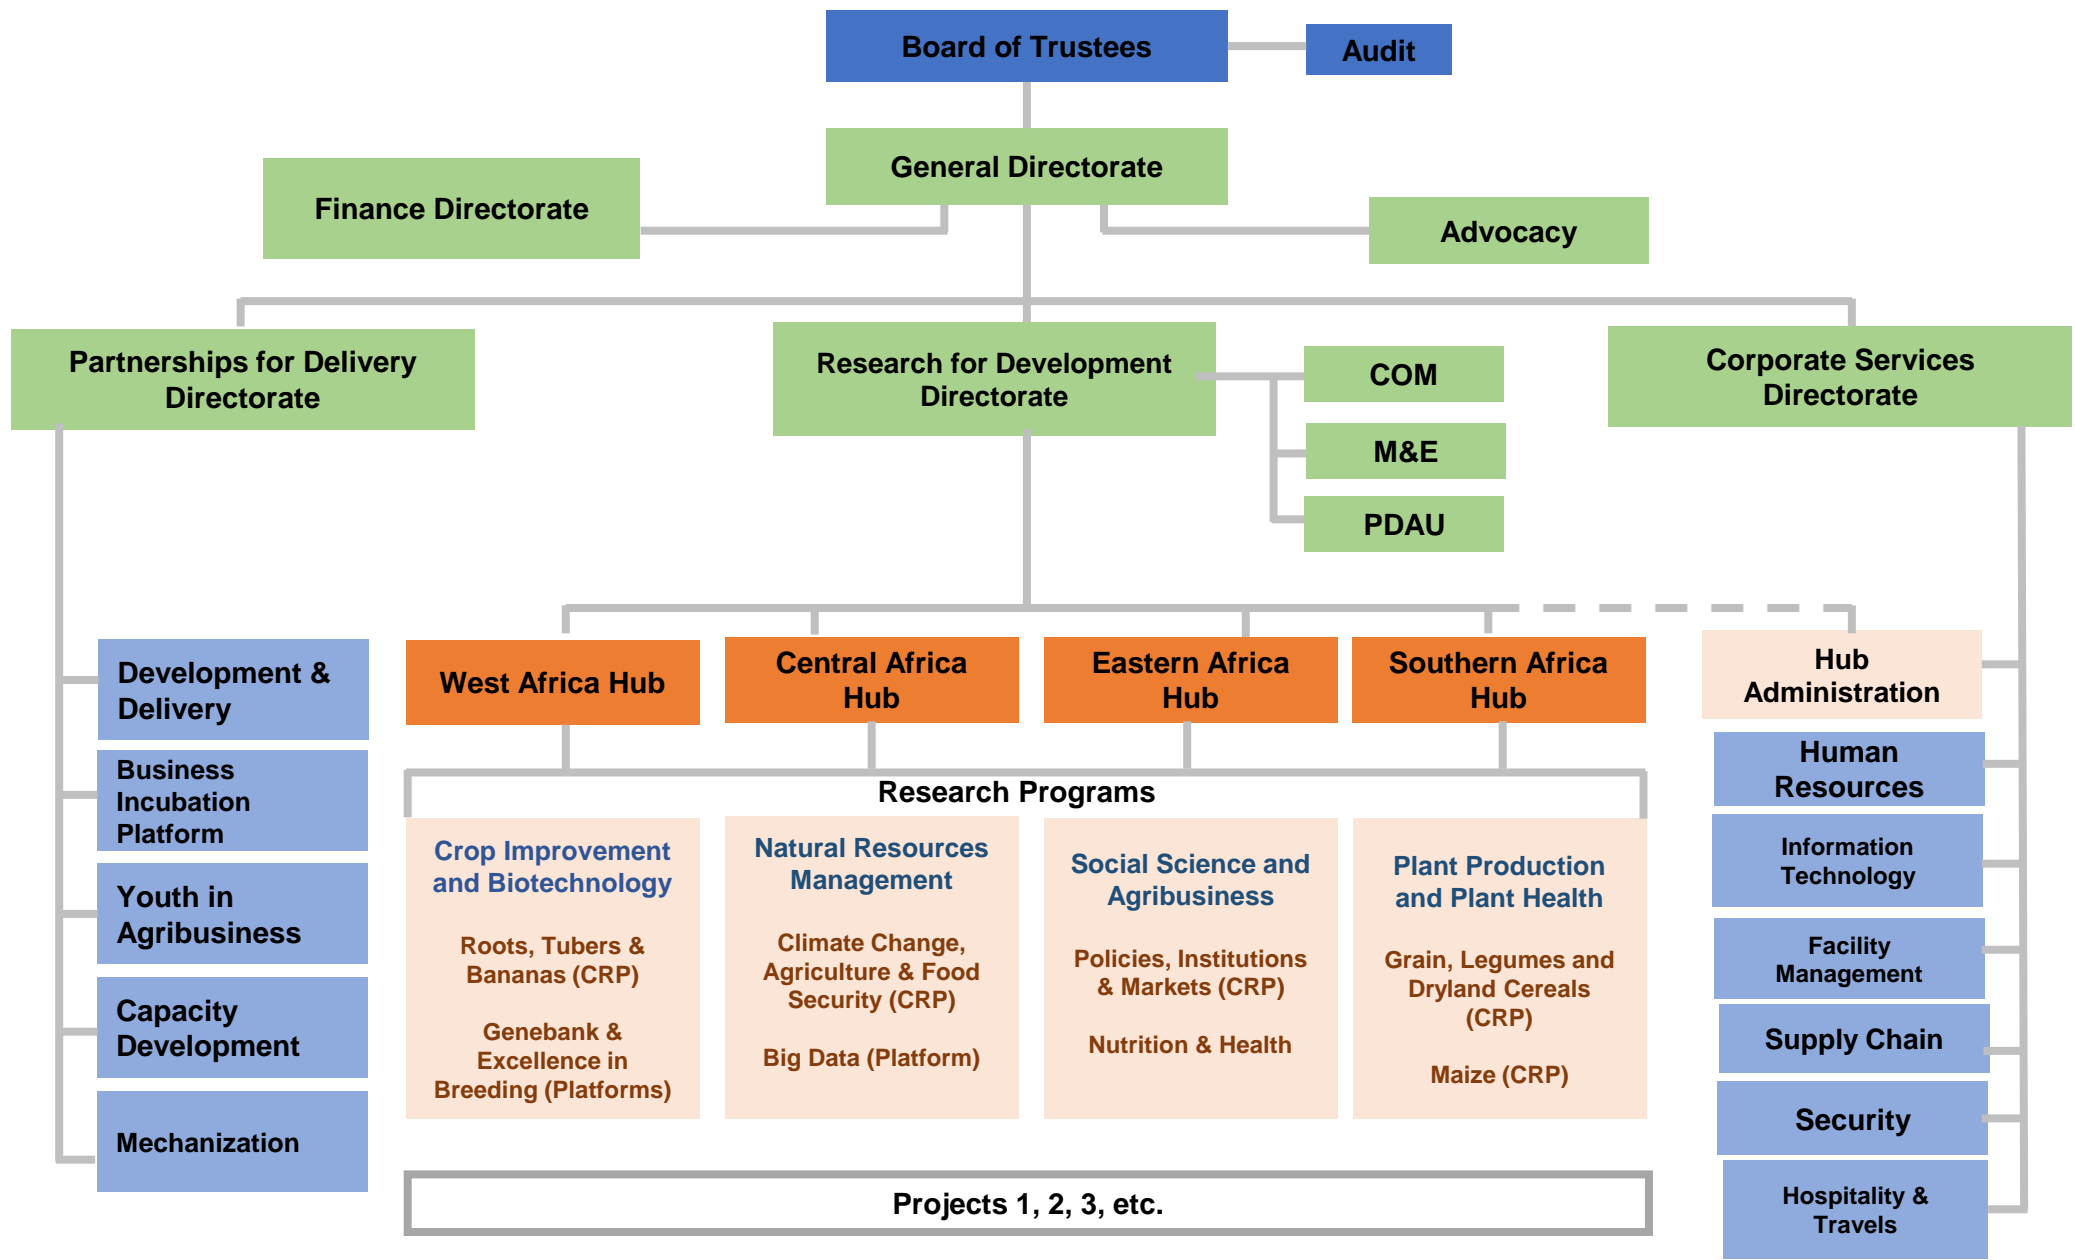 Board of Trustees
Audit
General Directorate
Finance Directorate
Advocacy
Partnerships for Delivery
Directorate
Research for Development
Directorate
COM
M&E
PDAU
Corporate Services
Directorate
Development &
Delivery
Business
Incubation
Platform
Youth in
Agribusiness
Capacity
Development
Mechanization
West Africa Hub
Central Africa
Hub
Eastern Africa
Hub
Southern Africa
Hub
Research Programs
Crop Improvement
and Biotechnology
Roots, Tubers &
Bananas (CRP)
Genebank &
Excellence in
Breeding (Platforms)
Natural Resources
Management
Climate Change,
Agriculture & Food
Security (CRP)
Big Data (Platform)
Social Science and
Agribusiness
Policies, Institutions
& Markets (CRP)
Nutrition & Health
Plant Production
and Plant Health
Grain, Legumes and
Dryland Cereals
(CRP)
Maize (CRP)
Projects 1, 2, 3, etc.
Hub
Administration
Human
Resources
Information
Technology
Facility
Management
Supply Chain
Security
Hospitality &
Travels